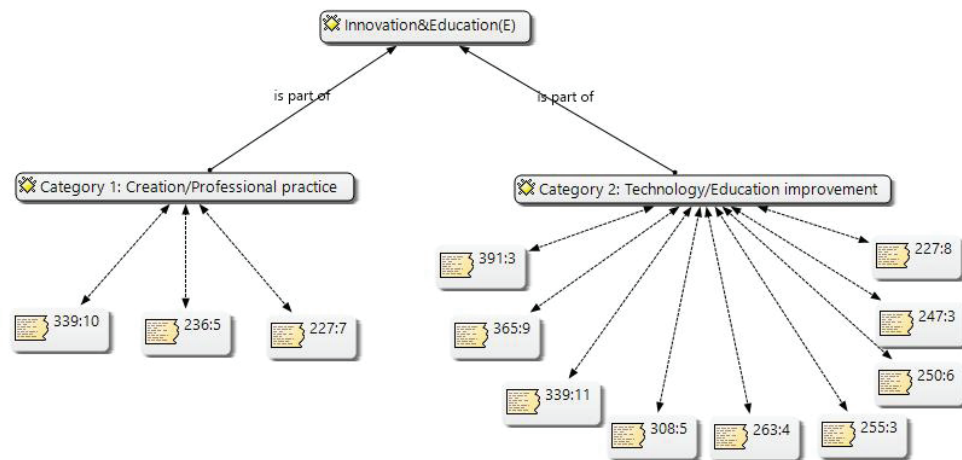 Innovation&Education(E)
is part of
is part of
Category 1: Creation/Professional practice
Category 2: Technology/Education improvement
339:10
236:5
227:7
391:3
365:9
339:11
308:5
263:4
255:3
250:6
247:3
227:8